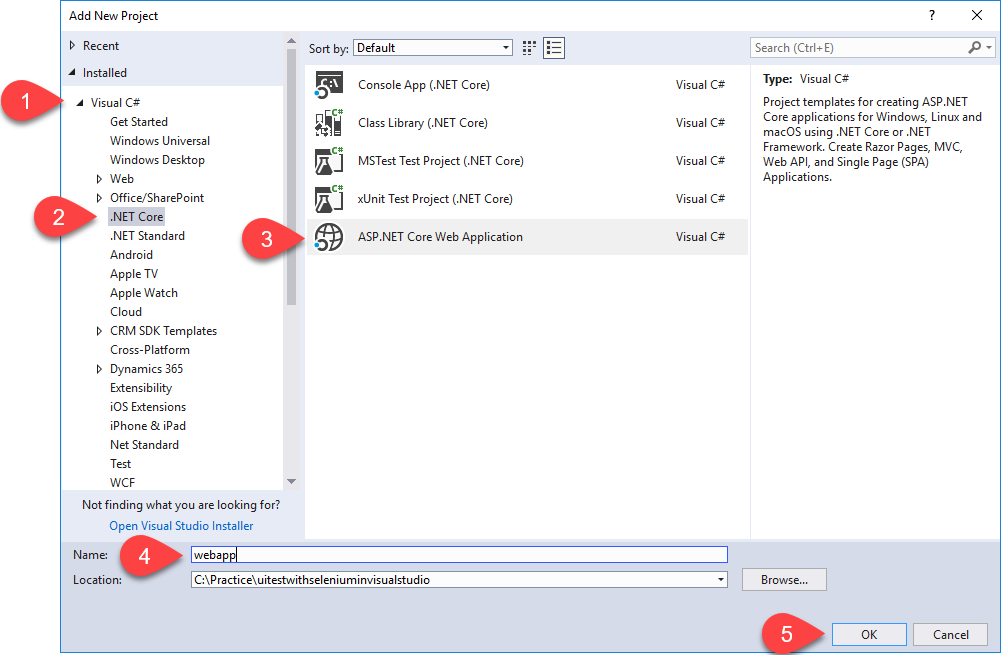 Add New Project
?
Recent
Installed
1
Visual C#
Get Started
Windows Universal
Windows Desktop
Web
Office/SharePoint
2
.NET Core
.NET Standard
Android
Apple TV
Apple Watch
Cloud
CRM SDK Templates
Cross-Platform
Dynamics 365
Extensibility
iOS Extensions
iPhone & iPad
Net Standard
Test
WCF
Not finding what you are looking for?
Open Visual Studio Installer
Sort by: Default
Console App (.NET Core) Visual C#
Class Library (.NET Core) Visual C#
MSTest Test Project (.NET Core) Visual C#
xUnit Test Project (.NET Core) Visual C#
3
ASP.NET Core Web Application Visual C#
Search (Ctrl+E)
Type: Visual C#
Project templates for creating ASP.NET
Core applications for Windows, Linux and
macOS using .NET Core or .NET
Framework. Create Razor Pages, MVC,
Web API, and Single Page (SPA)
Applications.
Name: 4 webapp
Location: C:\Practice\uitestwithseleniuminvisualstudio Browse...
5 OK Cancel